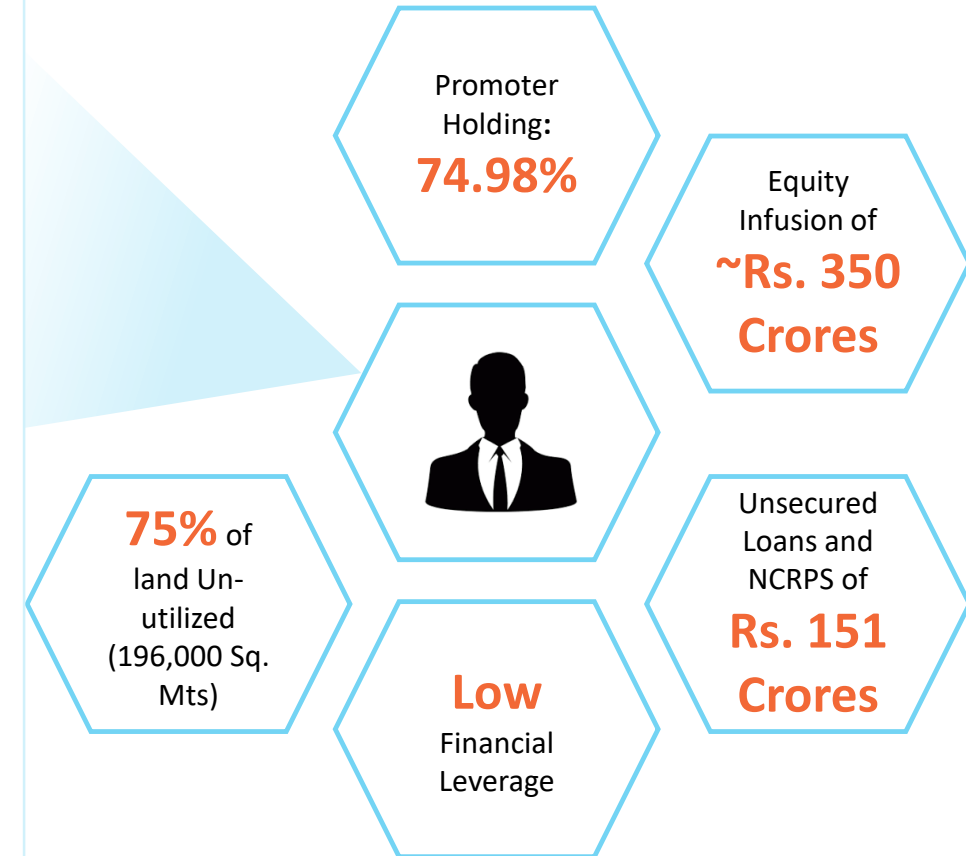 Promoter
Holding:
74.98%
Equity
Infusion of
~Rs. 350
Crores
75% of
land Un-
utilized
(196,000 Sq.
Mts)
Unsecured
Loans and
NCRPS of
Rs. 151
Crores
Low
Financial
Leverage